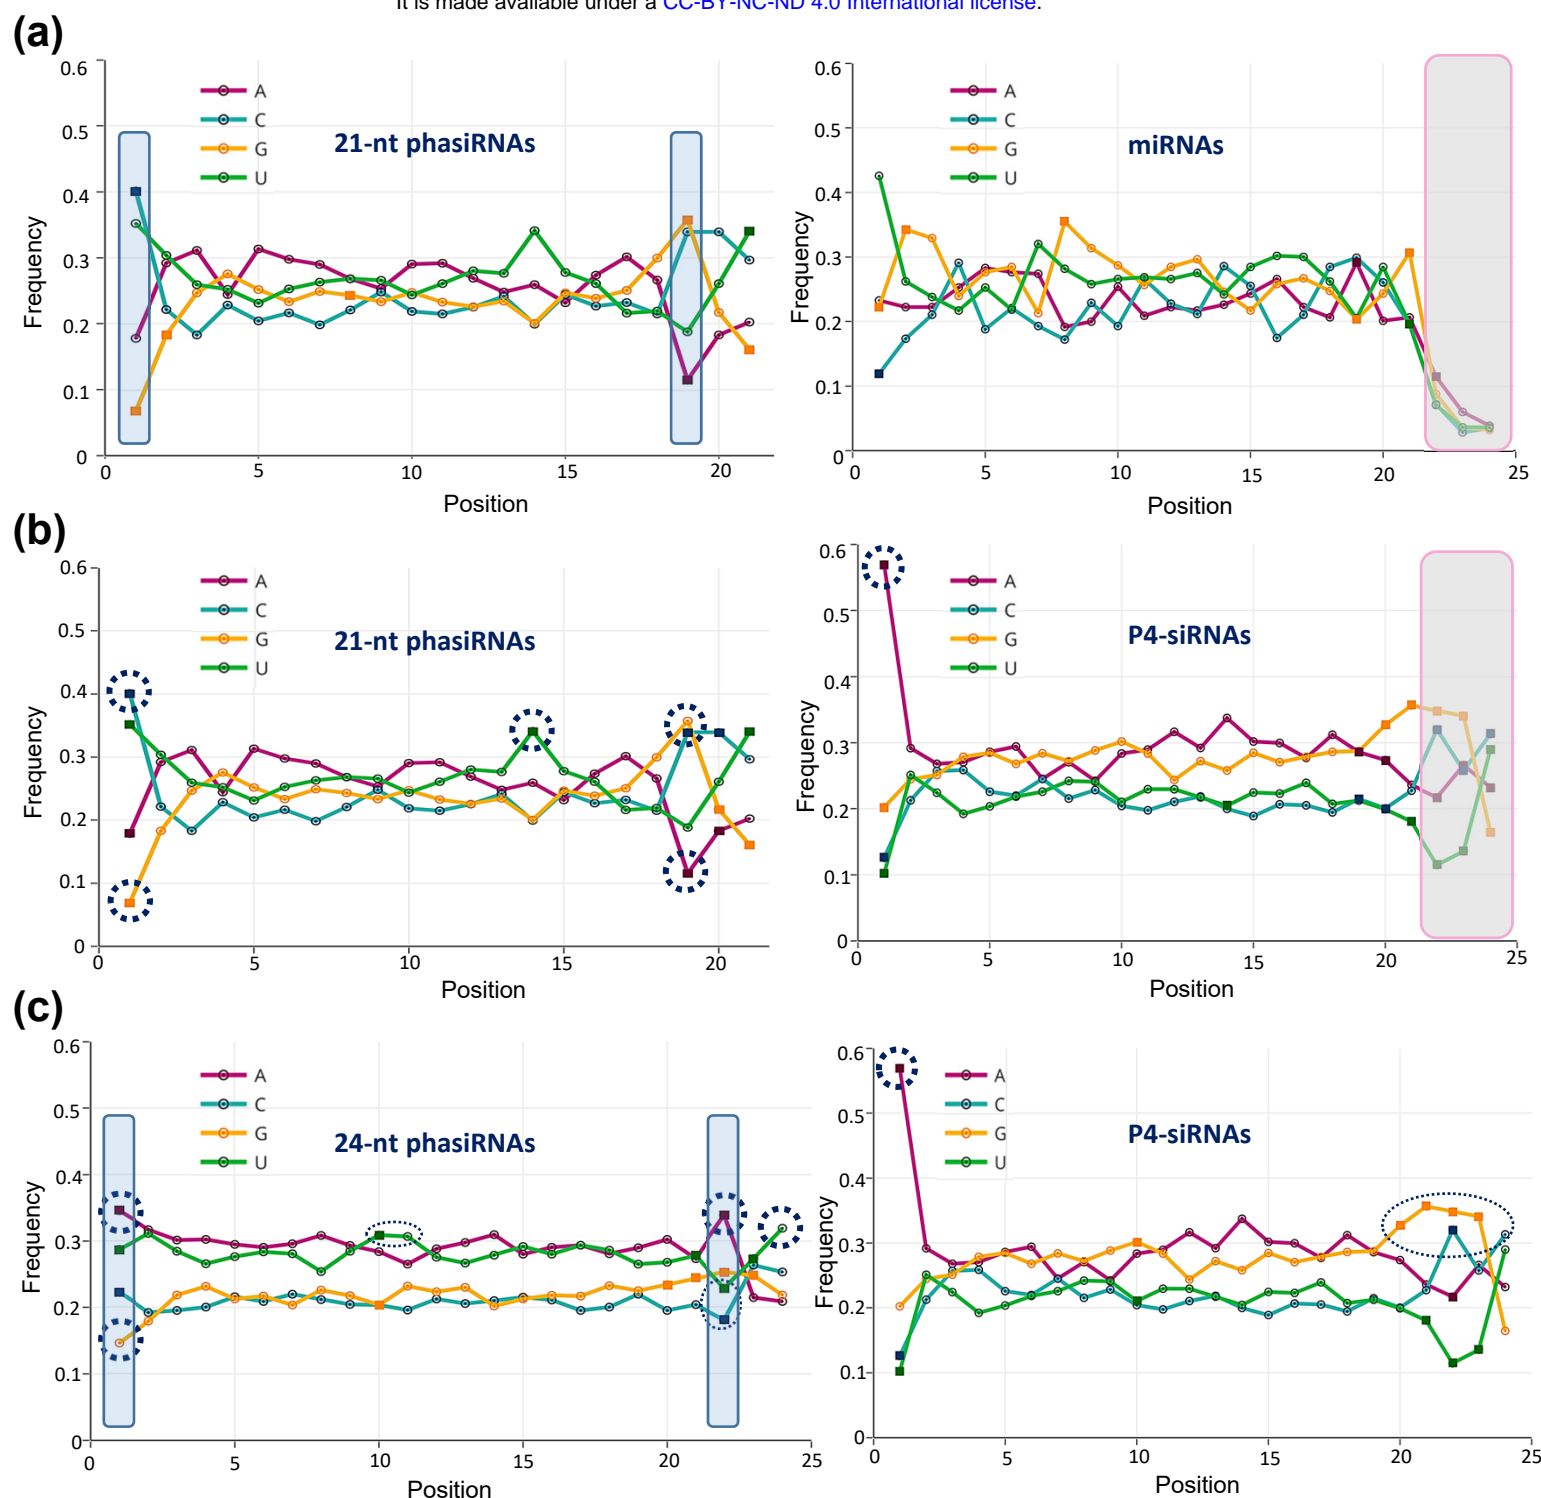 It is made available under a CC-BY-NC-ND 4.0 International license.
(a)
0.6
0.5
0.4
0.3
0.2
0.1
0
Frequency
A
C
G
U
21-nt phasiRNAs
0 5 10 15 20
Position
0.6
0.5
0.4
0.3
0.2
0.1
0
Frequency
A
C
G
U
miRNAs
0 5 10 15 20 25
Position
(b)
0.6
0.5
0.4
0.3
0.2
0.1
0
Frequency
A
C
G
U
21-nt phasiRNAs
0 5 10 15 20
Position
0.6
0.5
0.4
0.3
0.2
0.1
0
Frequency
A
C
G
U
P4-siRNAs
0 5 10 15 20 25
Position
(c)
0.6
0.5
0.4
0.3
0.2
0.1
0
Frequency
A
C
G
U
24-nt phasiRNAs
0 5 10 15 20 25
Position
0.6
0.5
0.4
0.3
0.2
0.1
0
Frequency
A
C
G
U
P4-siRNAs
0 5 10 15 20 25
Position